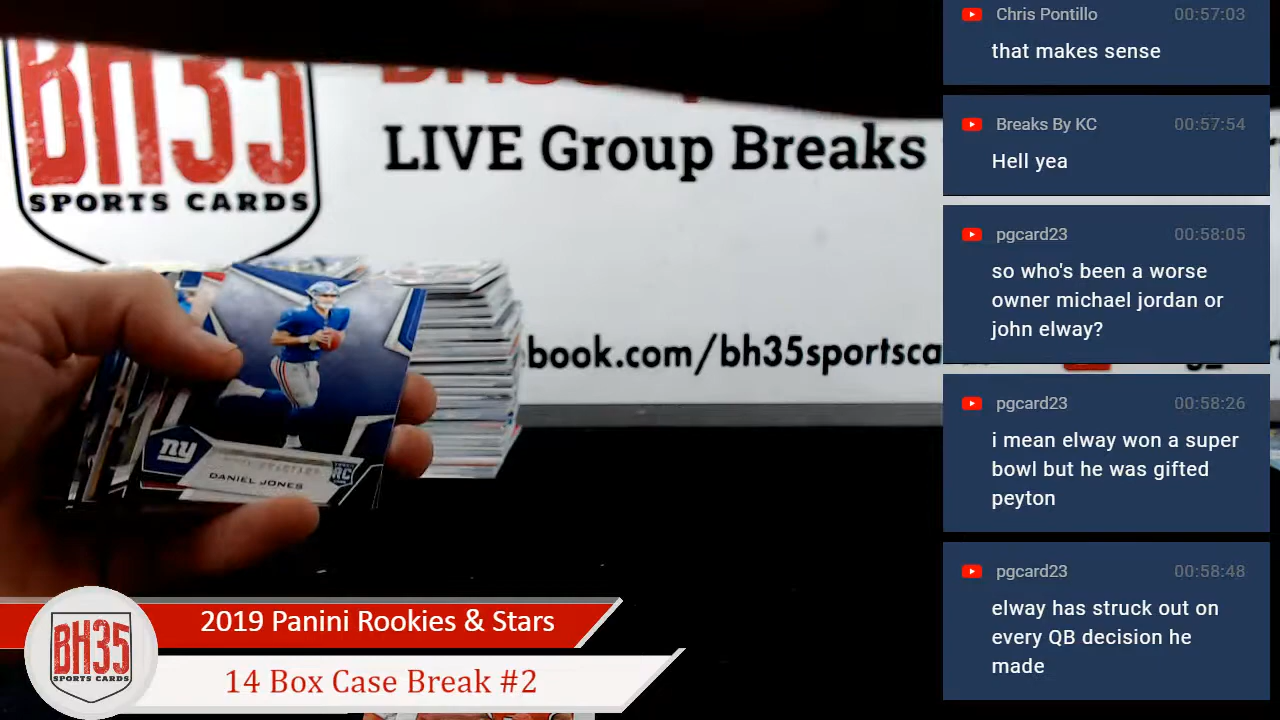 BH35
SPORTS CARDS
LIVE Group Breaks
book.com/bh35sportsca
ny
DANIEL JONES
RC
2019 Panini Rookies & Stars
14 Box Case Break #2
BH35
SPORTS CARDS
Chris Pontillo 00:57:03
that makes sense
Breaks By KC 00:57:54
Hell yea
pgcard23 00:58:05
so who's been a worse
owner michael jordan or
john elway?
pgcard23 00:58:26
i mean elway won a super
bowl but he was gifted
peyton
pgcard23 00:58:48
elway has struck out on
every QB decision he
made